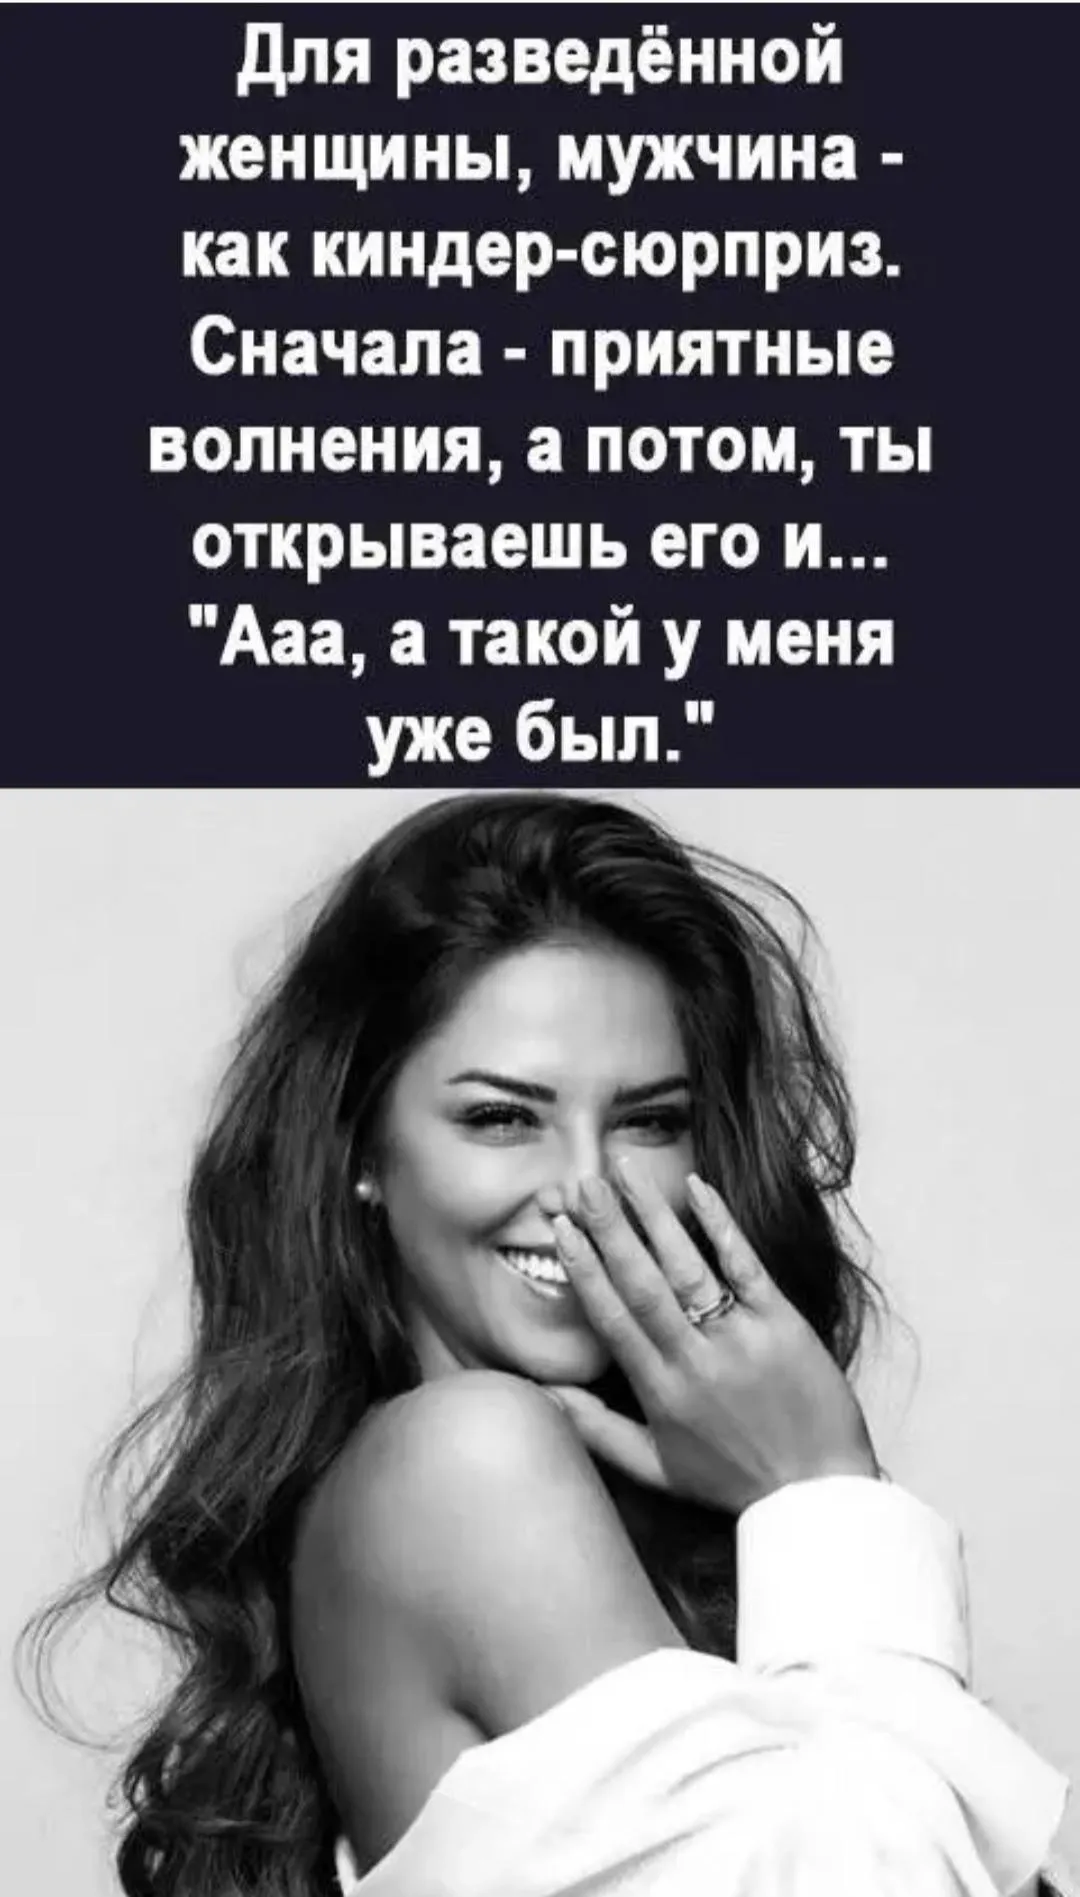 Для разведённой
женщины, мужчина -
как киндер-сюрприз.
Сначала - приятные
волнения, а потом, ты
открываешь его и...
"Ааа, а такой у меня
уже был."